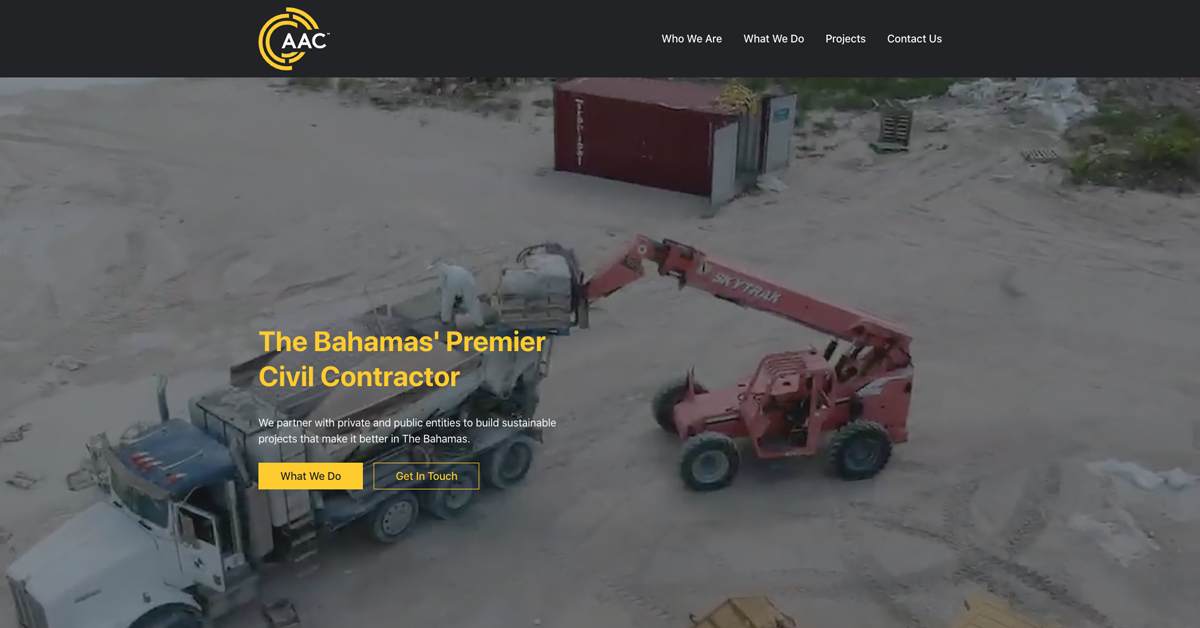 AAC
Who We Are
What We Do
Projects
Contact Us
SKYTRAK
The Bahamas' Premier
Civil Contractor
We partner with private and public entities to build sustainable
projects that make it better in The Bahamas.
What We Do
Get In Touch